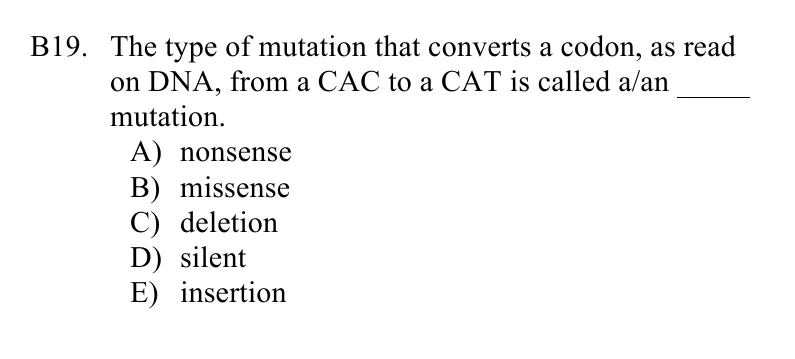 B19. The type of mutation that converts a codon, as read
on DNA, from a CAC to a CAT is called a/an _____
mutation.
A) nonsense
B) missense
C) deletion
D) silent
E) insertion